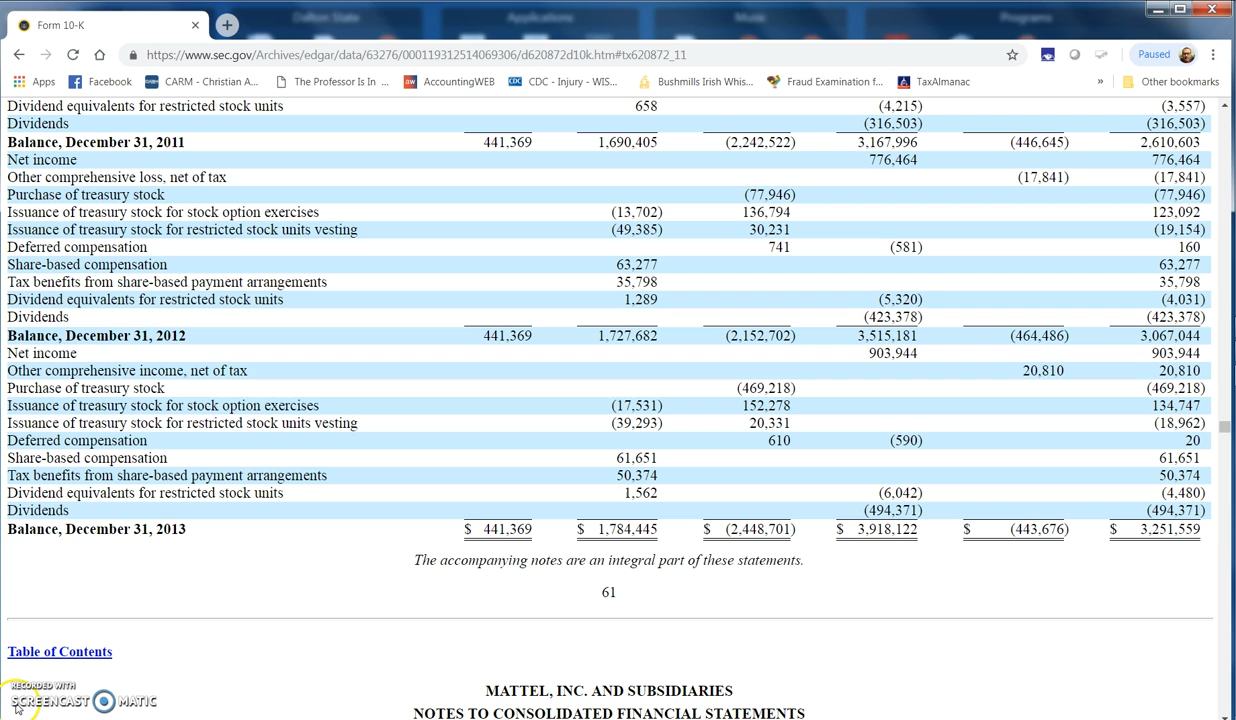 Dalton State Applications Music Programs
Form 10-K
https://www.sec.gov/Archives/edgar/data/63276/000119312514069306/d620872d10k.htm#tx620872_11 Paused
Apps Facebook CARM - Christian A... The Professor Is In ... aw AccountingWEB CDC CDC - Injury - WIS... Bushmills Irish Whis... Fraud Examination f... TaxAlmanac » Other bookmarks
Dividend equivalents for restricted stock units 658 (4,215) (3,557)
Dividends (316,503) (316,503)
Balance, December 31, 2011 441,369 1,690,405 (2,242,522) 3,167,996 (446,645) 2,610,603
Net income 776,464 776,464
Other comprehensive loss, net of tax (17,841) (17,841)
Purchase of treasury stock (77,946) (77,946)
Issuance of treasury stock for stock option exercises (13,702) 136,794 123,092
Issuance of treasury stock for restricted stock units vesting (49,385) 30,231 (19,154)
Deferred compensation 741 (581) 160
Share-based compensation 63,277 63,277
Tax benefits from share-based payment arrangements 35,798 35,798
Dividend equivalents for restricted stock units 1,289 (5,320) (4,031)
Dividends (423,378) (423,378)
Balance, December 31, 2012 441,369 1,727,682 (2,152,702) 3,515,181 (464,486) 3,067,044
Net income 903,944 903,944
Other comprehensive income, net of tax 20,810 20,810
Purchase of treasury stock (469,218) (469,218)
Issuance of treasury stock for stock option exercises (17,531) 152,278 134,747
Issuance of treasury stock for restricted stock units vesting (39,293) 20,331 (18,962)
Deferred compensation 610 (590) 20
Share-based compensation 61,651 61,651
Tax benefits from share-based payment arrangements 50,374 50,374
Dividend equivalents for restricted stock units 1,562 (6,042) (4,480)
Dividends (494,371) (494,371)
Balance, December 31, 2013 $ 441,369 $ 1,784,445 $ (2,448,701) $ 3,918,122 $ (443,676) $ 3,251,559
The accompanying notes are an integral part of these statements.
61
Table of Contents
RECORDED WITH
SCREENCAST MATIC
MATTEL, INC. AND SUBSIDIARIES
NOTES TO CONSOLIDATED FINANCIAL STATEMENTS